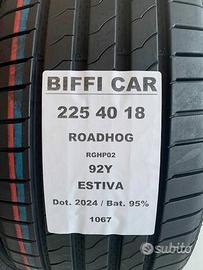 BIFFI CAR
225 40 18
ROADHOG
RGHP02
92Y
ESTIVA
Dot. 2024 / Bat. 95%
1067
subito